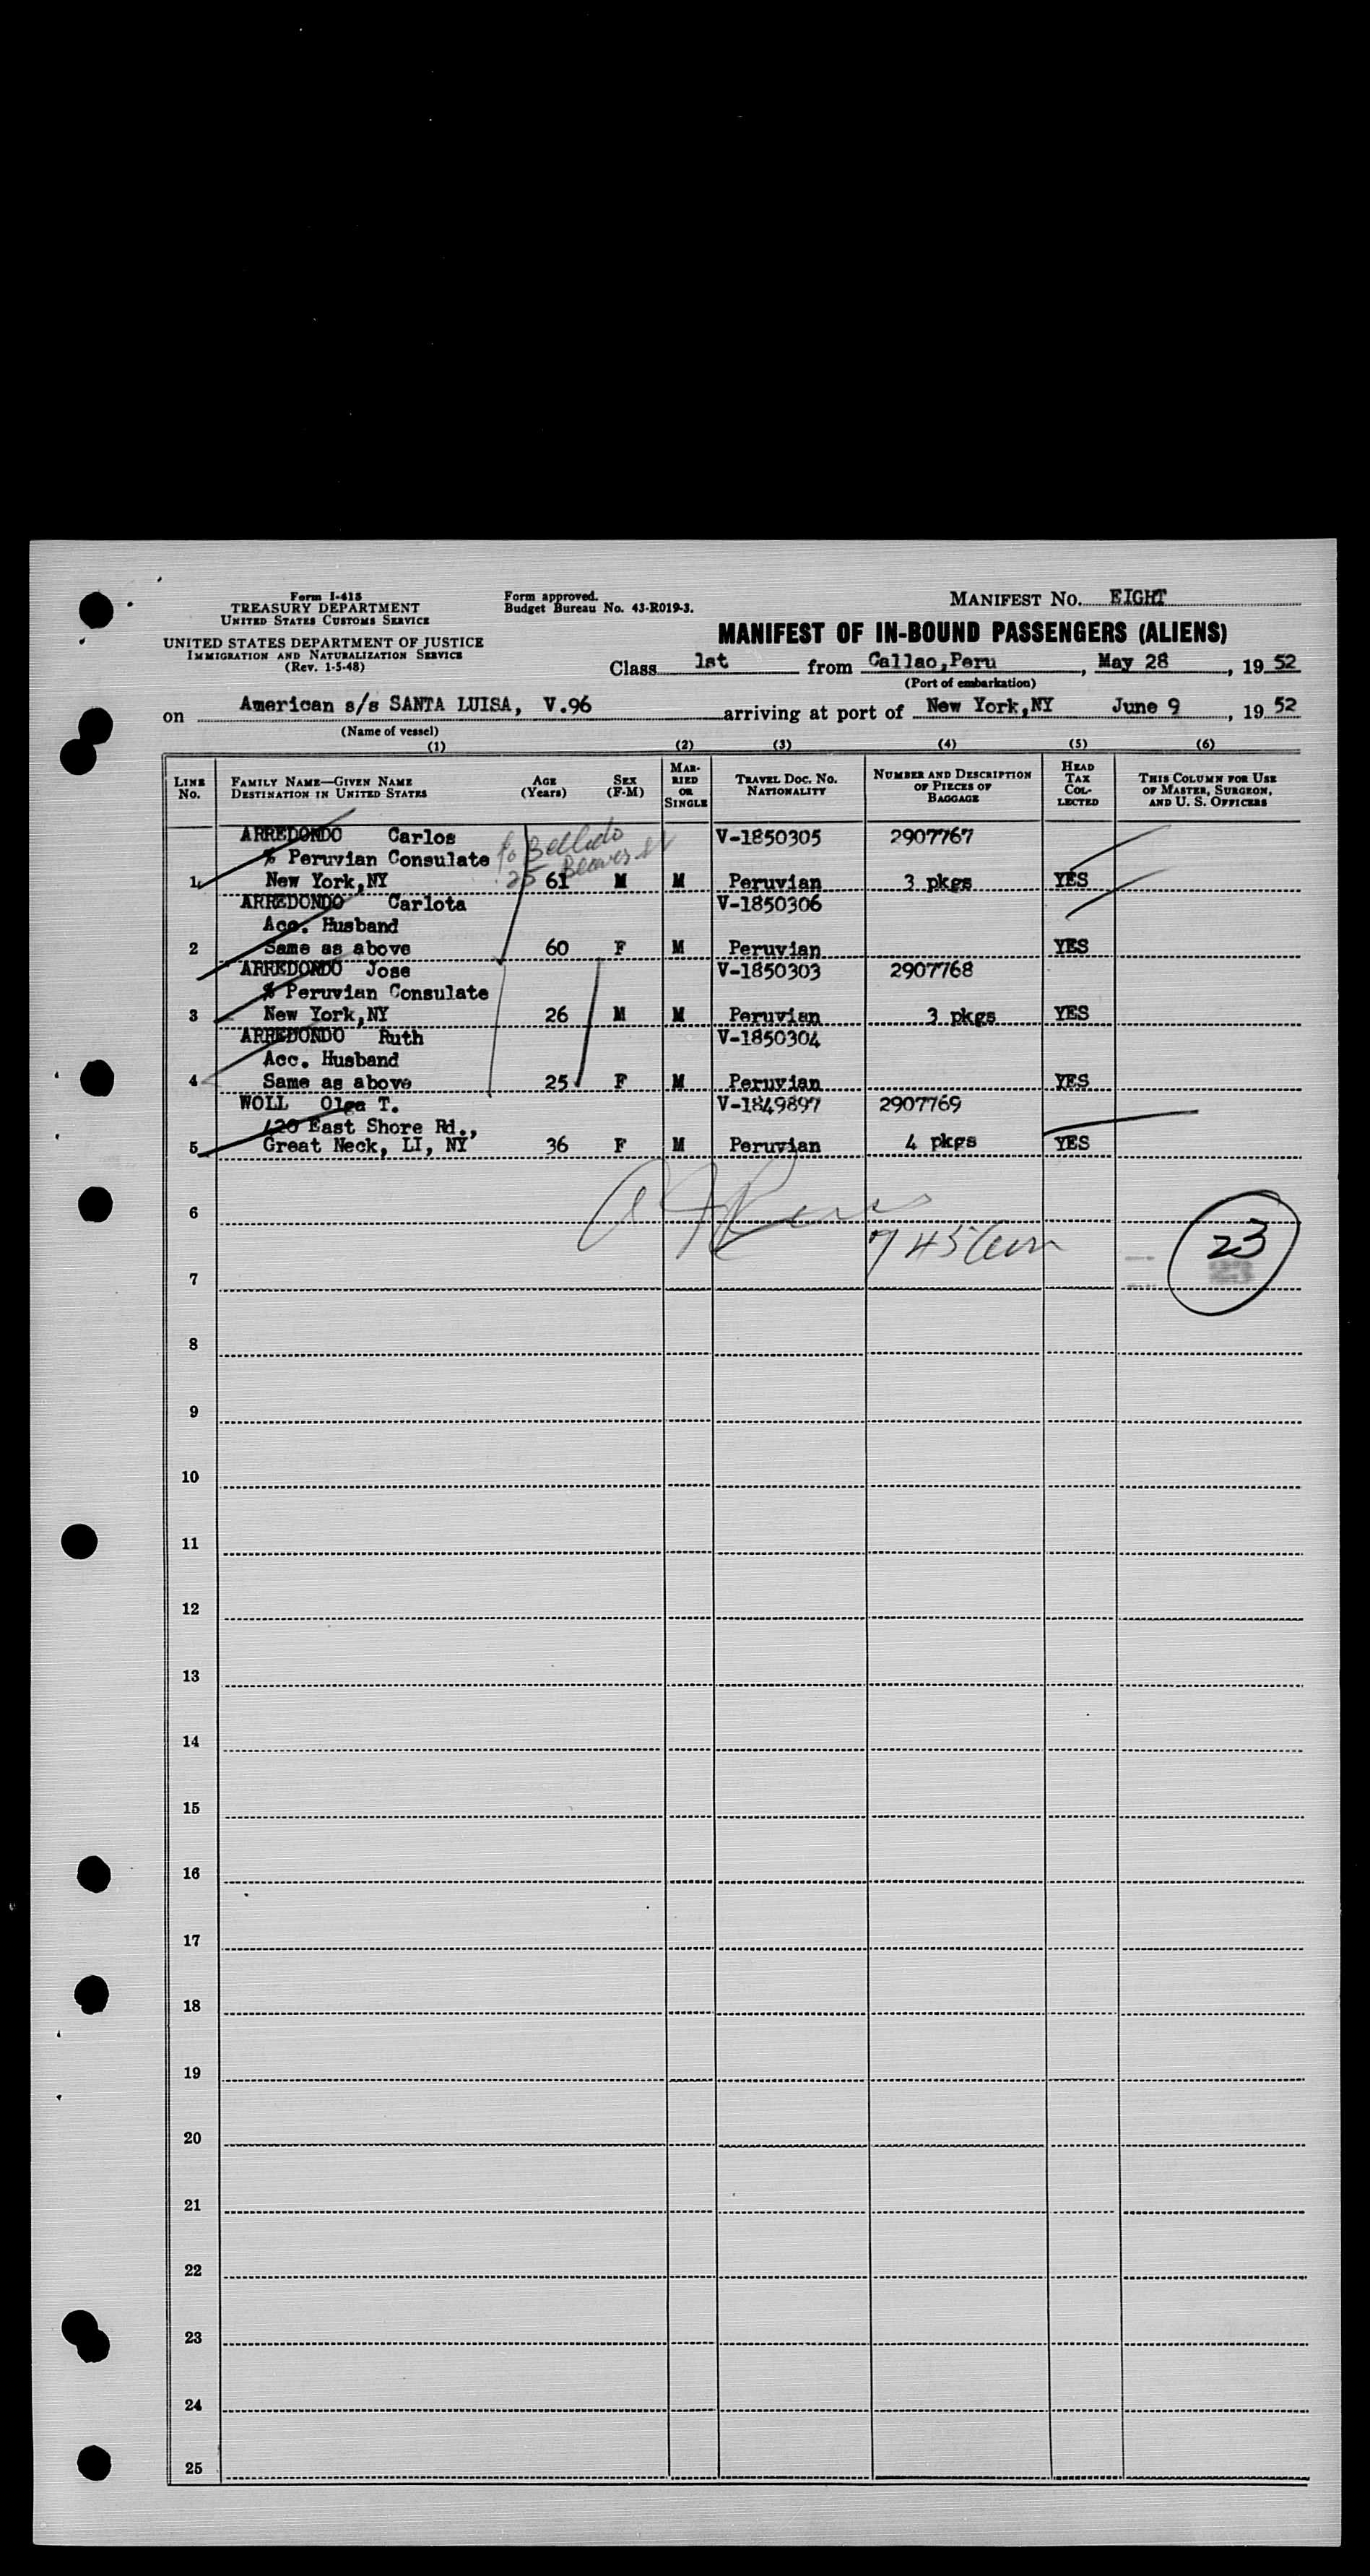 Form I-415
TREASURY DEPARTMENT
UNITED STATES CUSTOMS SERVICE
UNITED STATES DEPARTMENT OF JUSTICE
IMMIGRATION AND NATURALIZATION SERVICE
(Rev. 1-5-48)
Form approved.
Budget Bureau No. 43-R019-3.
MANIFEST NO. EIGHT
MANIFEST OF IN-BOUND PASSENGERS (ALIENS)
Class 1st from Callao,Peru, May 28, 19 52
(Port of embarkation)
on American s/s SANTA LUISA, V.96 arriving at port of New York,NY June 9, 19 52
(Name of vessel)
(1) (2) (3) (4) (5) (6)
LINE No. FAMILY NAME—GIVEN NAME DESTINATION IN UNITED STATES AGE (Years) SEX (F-M) MARRIED OR SINGLE TRAVEL DOC. NO. NATIONALITY NUMBER AND DESCRIPTION OF PIECES OF BAGGAGE HEAD TAX COLLECTED THIS COLUMN FOR USE OF MASTER, SURGEON, AND U. S. OFFICERS
ARREDONDO Carlos V-1850305 2907767
% Peruvian Consulate c/o Bellido
25 Beaver St
1 New York,NY 61 M M Peruvian 3 pkgs YES
ARREDONDO Carlota V-1850306
Acc. Husband
2 Same as above 60 F M Peruvian YES
ARREDONDO Jose V-1850303 2907768
% Peruvian Consulate
3 New York,NY 26 M M Peruvian 3 pkgs YES
ARREDONDO Ruth V-1850304
Acc. Husband
4 Same as above 25 F M Peruvian YES
WOLL Olga T. V-1849897 2907769
420 East Shore Rd.,
5 Great Neck, LI, NY 36 F M Peruvian 4 pkgs YES
6
23
23
7
8
9
10
11
12
13
14
15
16
17
18
19
20
21
22
23
24
25